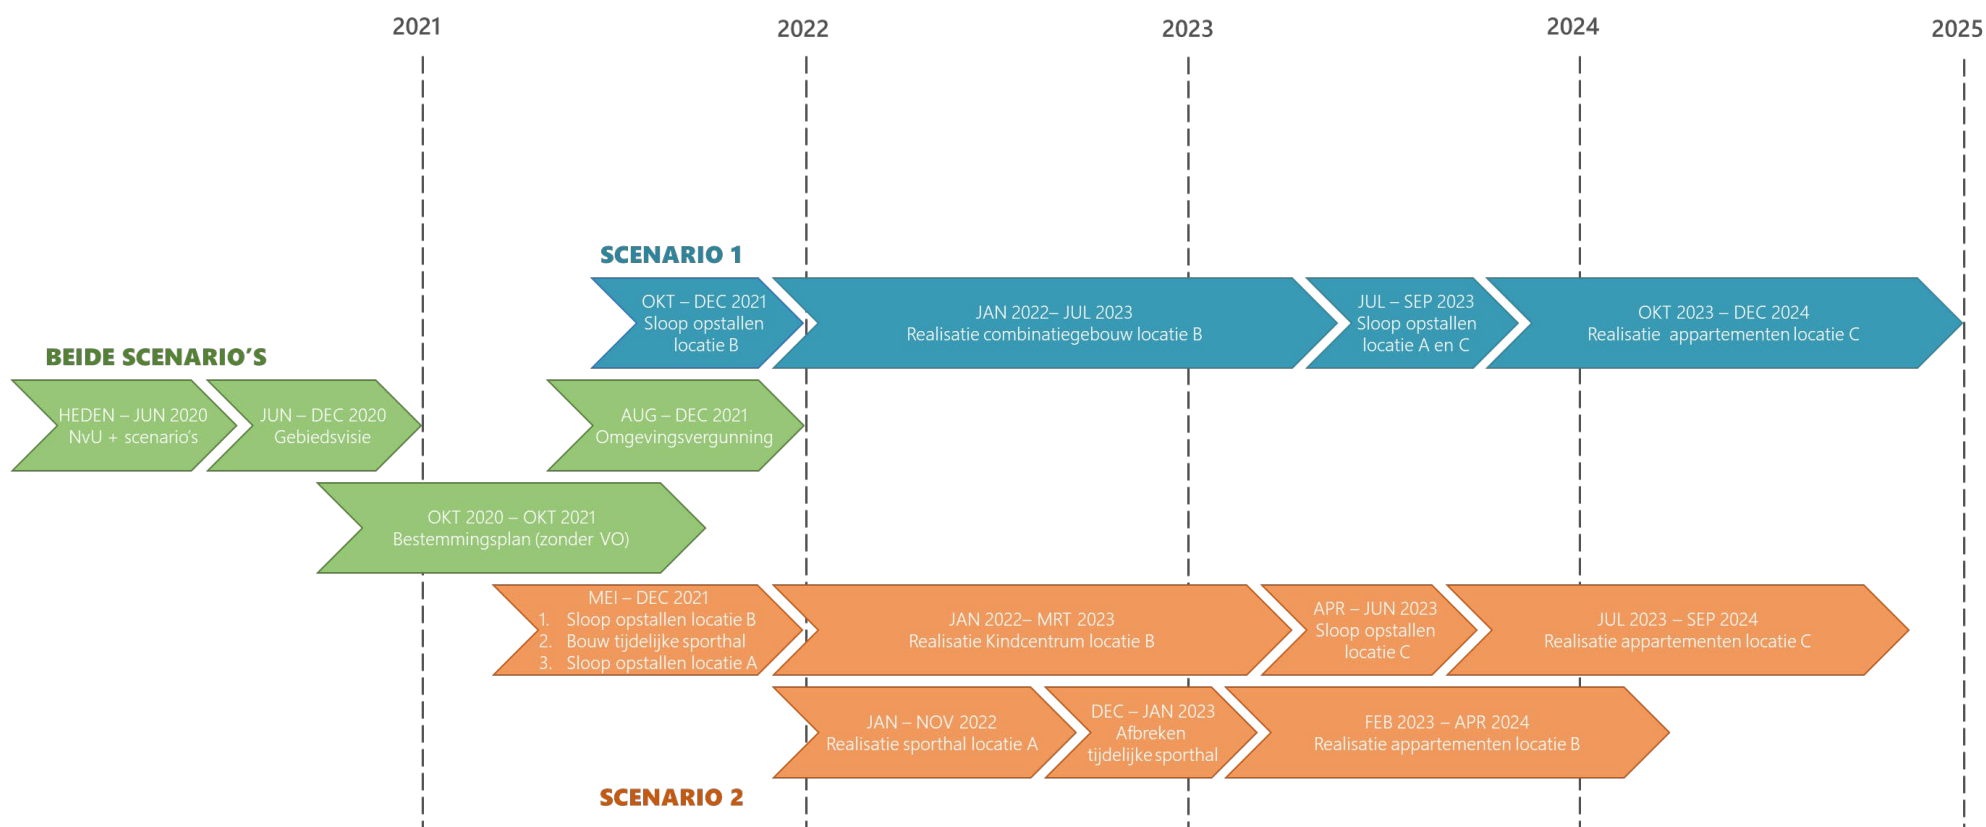 2021
2022
2023
2024
2025
SCENARIO 1
OKT – DEC 2021
Sloop opstallen
locatie B
JAN 2022– JUL 2023
Realisatie combinatiegebouw locatie B
JUL – SEP 2023
Sloop opstallen
locatie A en C
OKT 2023 – DEC 2024
Realisatie appartementen locatie C
BEIDE SCENARIO'S
HEDEN – JUN 2020
NvU + scenario's
JUN – DEC 2020
Gebiedsvisie
AUG – DEC 2021
Omgevingsvergunning
OKT 2020 – OKT 2021
Bestemmingsplan (zonder VO)
MEI – DEC 2021
1. Sloop opstallen locatie B
2. Bouw tijdelijke sporthal
3. Sloop opstallen locatie A
JAN 2022– MRT 2023
Realisatie Kindcentrum locatie B
APR – JUN 2023
Sloop opstallen
locatie C
JUL 2023 – SEP 2024
Realisatie appartementen locatie C
JAN – NOV 2022
Realisatie sporthal locatie A
DEC – JAN 2023
Afbreken
tijdelijke sporthal
FEB 2023 – APR 2024
Realisatie appartementen locatie B
SCENARIO 2